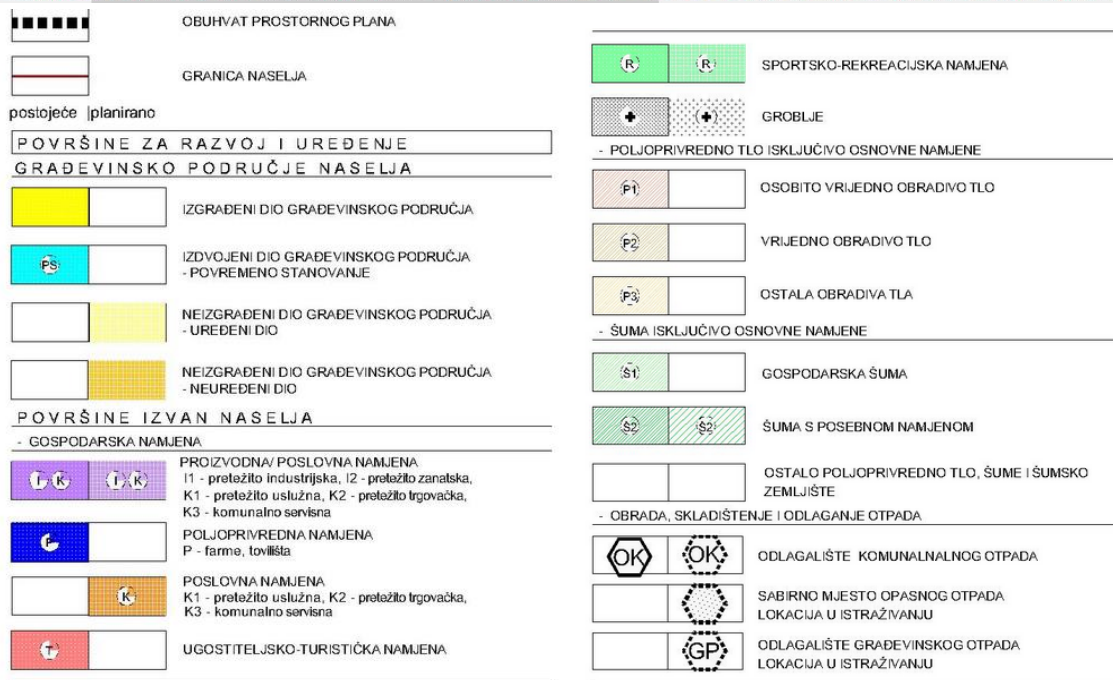 OBUHVAT PROSTORNOG PLANA
GRANICA NASELJA
postojeće |planirano
POVRŠINE ZA RAZVOJ I UREĐENJE
GRAĐEVINSKO PODRUČJE NASELJA
IZGRAĐENI DIO GRAĐEVINSKOG PODRUČJA
PS
IZDVOJENI DIO GRAĐEVINSKOG PODRUČJA
- POVREMENO STANOVANJE
NEIZGRAĐENI DIO GRAĐEVINSKOG PODRUČJA
- UREĐENI DIO
NEIZGRAĐENI DIO GRAĐEVINSKOG PODRUČJA
- NEUREĐENI DIO
POVRŠINE IZVAN NASELJA
- GOSPODARSKA NAMJENA
I K I K
PROIZVODNA/ POSLOVNA NAMJENA
I1 - pretežito industrijska, I2 - pretežito zanatska,
K1 - pretežito uslužna, K2 - pretežito trgovačka,
K3 - komunalno servisna
P
POLJOPRIVREDNA NAMJENA
P - farme, tovilišta
K
POSLOVNA NAMJENA
K1 - pretežito uslužna, K2 - pretežito trgovačka,
K3 - komunalno servisna
T
UGOSTITELJSKO-TURISTIČKA NAMJENA
R R
SPORTSKO-REKREACIJSKA NAMJENA
GROBLJE
- POLJOPRIVREDNO TLO ISKLJUČIVO OSNOVNE NAMJENE
P1
OSOBITO VRIJEDNO OBRADIVO TLO
P2
VRIJEDNO OBRADIVO TLO
P3
OSTALA OBRADIVA TLA
- ŠUMA ISKLJUČIVO OSNOVNE NAMJENE
Š1
GOSPODARSKA ŠUMA
Š2 Š2
ŠUMA S POSEBNOM NAMJENOM
OSTALO POLJOPRIVREDNO TLO, ŠUME I ŠUMSKO
ZEMLJIŠTE
- OBRADA, SKLADIŠTENJE I ODLAGANJE OTPADA
OK OK
ODLAGALIŠTE KOMUNALNALNOG OTPADA
SABIRNO MJESTO OPASNOG OTPADA
LOKACIJA U ISTRAŽIVANJU
GP
ODLAGALIŠTE GRAĐEVINSKOG OTPADA
LOKACIJA U ISTRAŽIVANJU